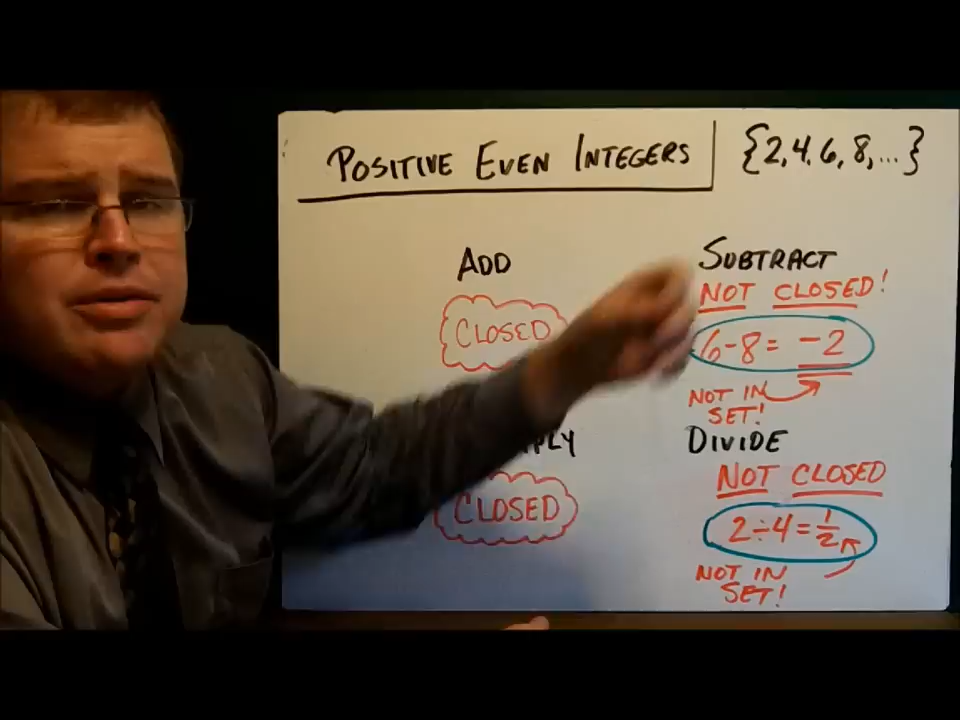 POSITIVE EVEN INTEGERS {2, 4, 6, 8, ...}
ADD
CLOSED
SUBTRACT
NOT CLOSED!
6-8= -2
NOT IN
SET!
CLOSED
DIVIDE
NOT CLOSED
2÷4=1/2
NOT IN
SET!